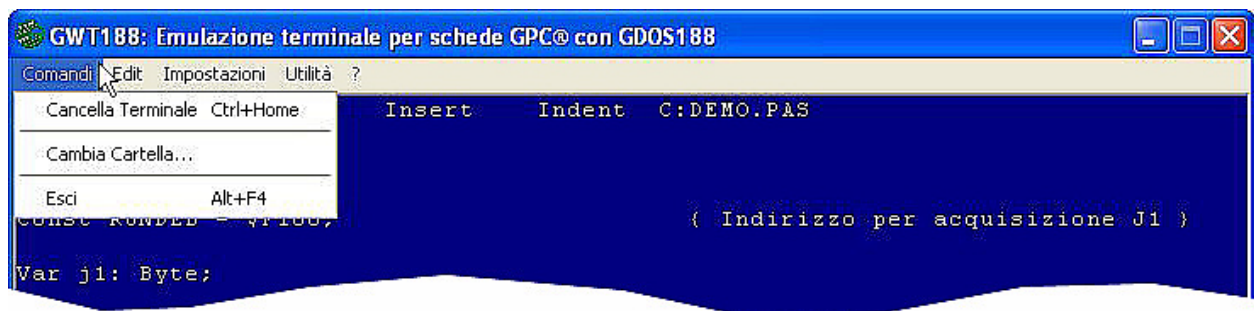 GWT188: Emulazione terminale per schede GPC® con GDOS188
Comandi Edit Impostazioni Utilità ?
Cancella Terminale Ctrl+Home
Insert Indent C:DEMO.PAS
Cambia Cartella...
Esci Alt+F4
{ Indirizzo per acquisizione J1 }
Var j1: Byte;